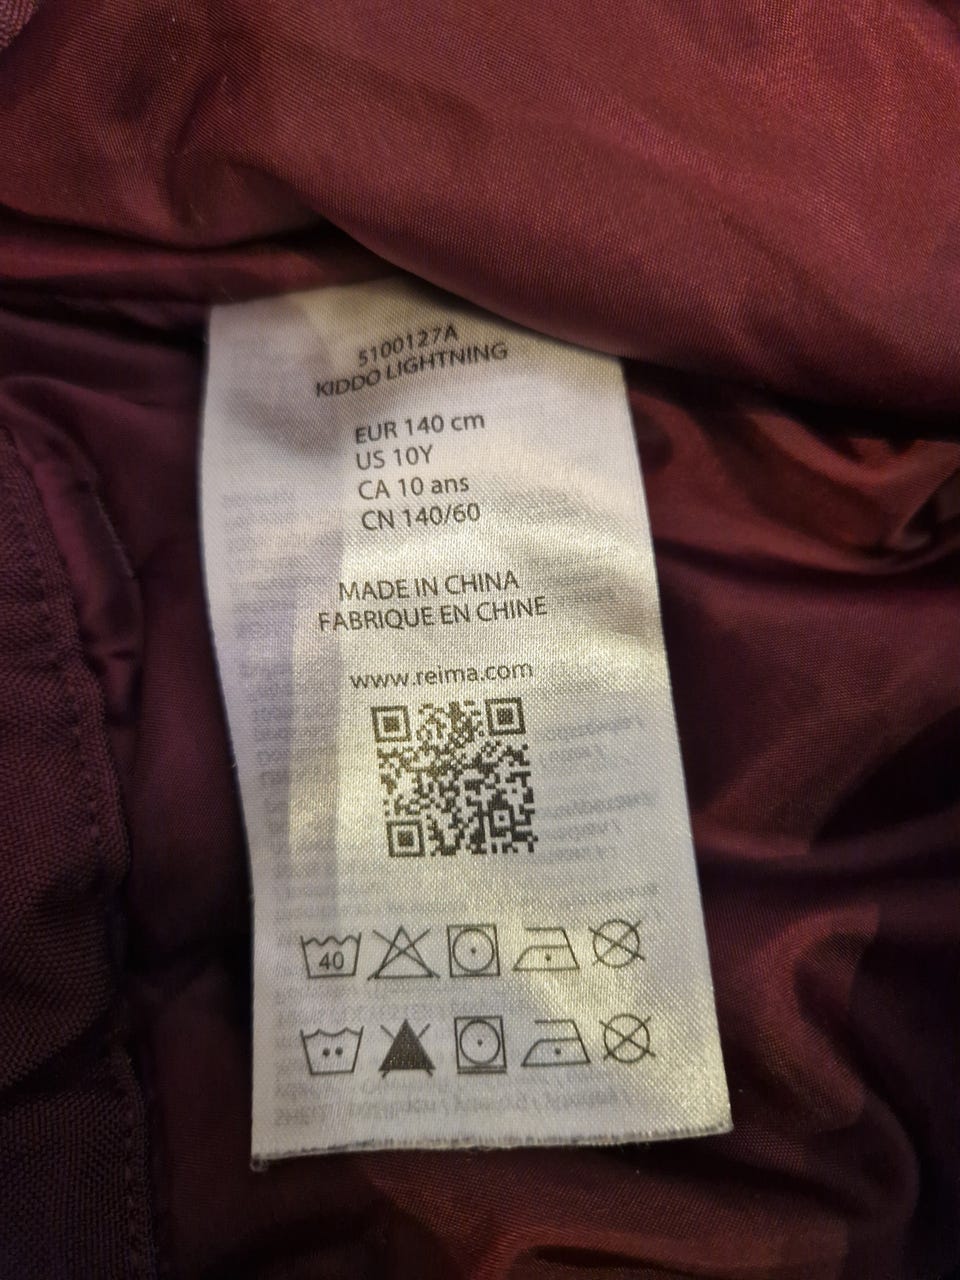 5100127A
KIDDO LIGHTNING
EUR 140 cm
US 10Y
CA 10 ans
CN 140/60
MADE IN CHINA
FABRIQUE EN CHINE
www.reima.com
40